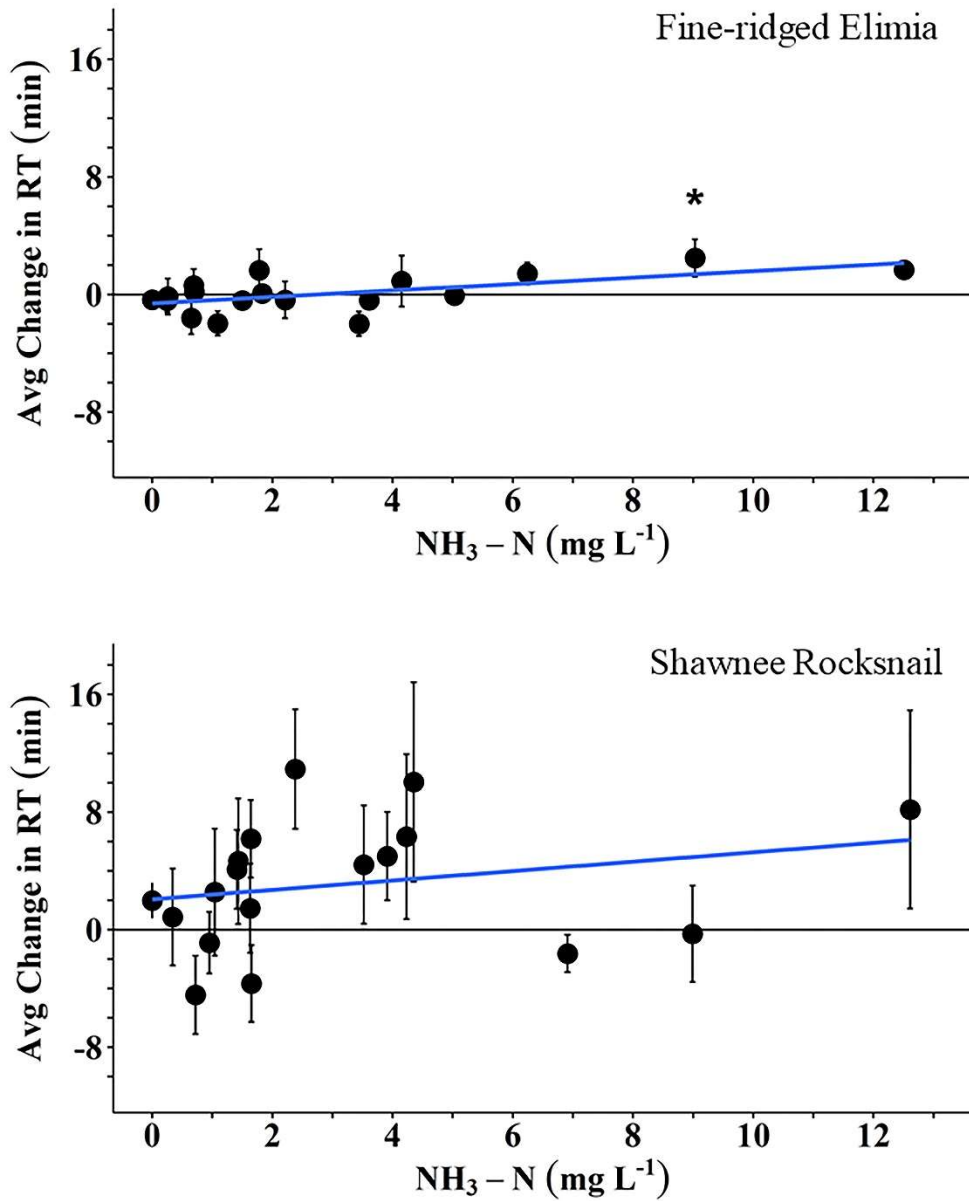 Fine-ridged Elimia
Avg Change in RT (min)
16
8
0
-8
*
0 2 4 6 8 10 12
NH₃ – N (mg L⁻¹)
Shawnee Rocksnail
Avg Change in RT (min)
16
8
0
-8
0 2 4 6 8 10 12
NH₃ – N (mg L⁻¹)